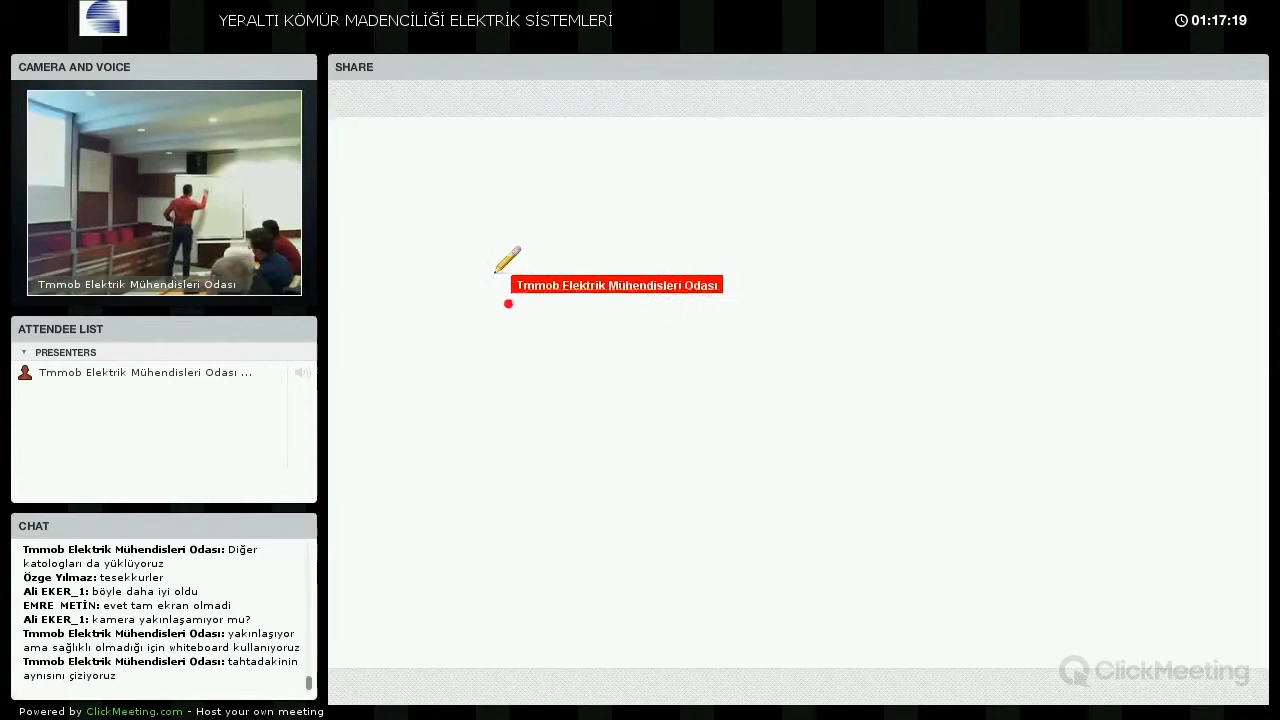 YERALTI KÖMÜR MADENCİLİĞİ ELEKTRİK SİSTEMLERİ
01:17:19
CAMERA AND VOICE
Tmmob Elektrik Mühendisleri Odası
ATTENDEE LIST
PRESENTERS
Tmmob Elektrik Mühendisleri Odası ...
CHAT
Tmmob Elektrik Mühendisleri Odası: Diğer
katologları da yüklüyoruz
Özge Yılmaz: tesekkurler
Ali EKER_1: böyle daha iyi oldu
EMRE METİN: evet tam ekran olmadi
Ali EKER_1: kamera yakınlaşamıyor mu?
Tmmob Elektrik Mühendisleri Odası: yakınlaşıyor
ama sağlıklı olmadığı için whiteboard kullanıyoruz
Tmmob Elektrik Mühendisleri Odası: tahtadakinin
aynısını çiziyoruz
Powered by ClickMeeting.com - Host your own meeting
SHARE
Tmmob Elektrik Mühendisleri Odası
ClickMeeting